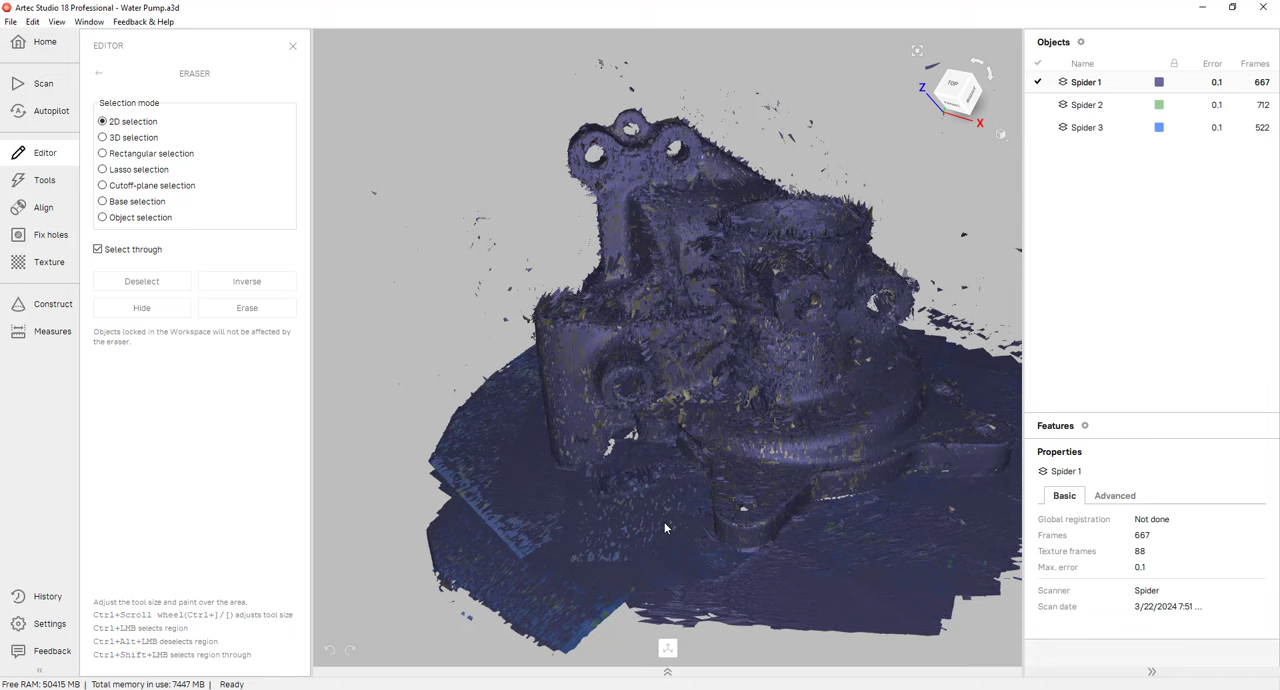 Artec Studio 18 Professional - Water Pump.a3d
File Edit View Window Feedback & Help
Home
Scan
Autopilot
Editor
Tools
Align
Fix holes
Texture
Construct
Measures
History
Settings
Feedback
EDITOR
ERASER
Selection mode
2D selection
3D selection
Rectangular selection
Lasso selection
Cutoff-plane selection
Base selection
Object selection
Select through
Deselect Inverse
Hide Erase
Objects locked in the Workspace will not be affected by
the eraser.
Adjust the tool size and paint over the area.
Ctrl+Scroll wheel(Ctrl+]/[) adjusts tool size
Ctrl+LMB selects region
Ctrl+Alt+LMB deselects region
Ctrl+Shift+LMB selects region through
TOP
Z
X
Objects
Name Error Frames
Spider 1 0.1 667
Spider 2 0.1 712
Spider 3 0.1 522
Features
Properties
Spider 1
Basic Advanced
Global registration Not done
Frames 667
Texture frames 88
Max. error 0.1
Scanner Spider
Scan date 3/22/2024 7:51 ...
Free RAM: 50415 MB | Total memory in use: 7447 MB | Ready